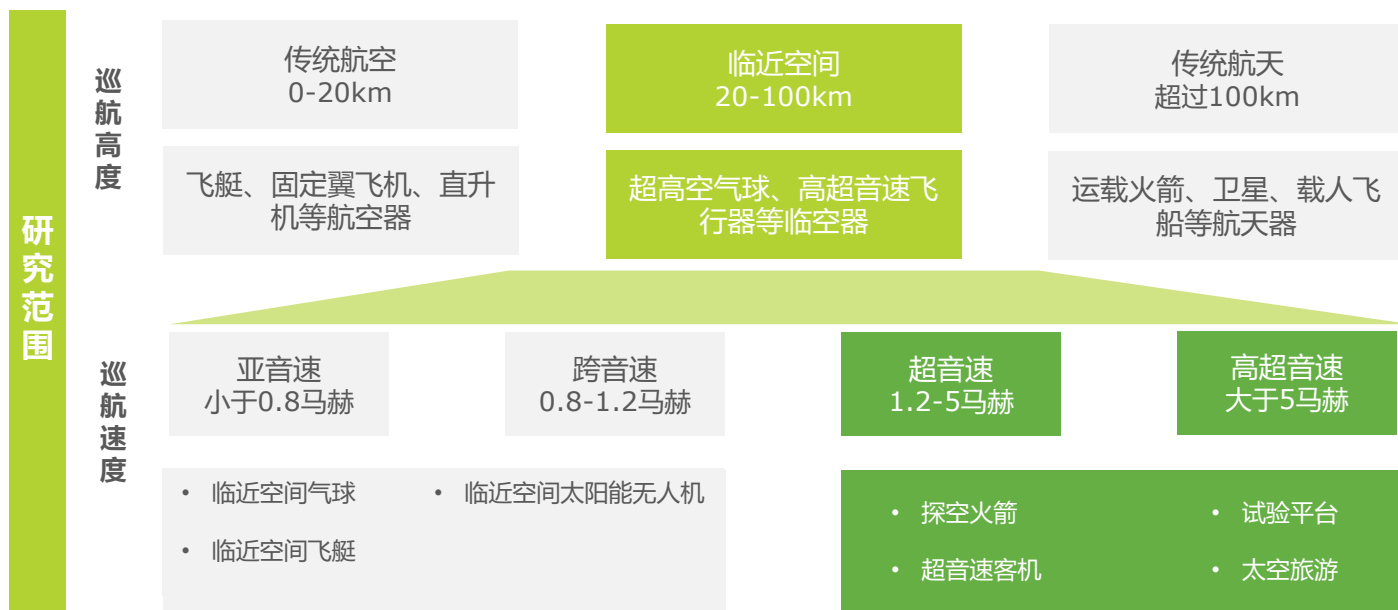 研究范围
巡航高度
传统航空
0-20km
临近空间
20-100km
传统航天
超过100km
飞艇、固定翼飞机、直升
机等航空器
超高空气球、高超音速飞
行器等临空器
运载火箭、卫星、载人飞
船等航天器
巡航速度
亚音速
小于0.8马赫
跨音速
0.8-1.2马赫
超音速
1.2-5马赫
高超音速
大于5马赫
• 临近空间气球
• 临近空间太阳能无人机
• 临近空间飞艇
• 探空火箭
• 试验平台
• 超音速客机
• 太空旅游